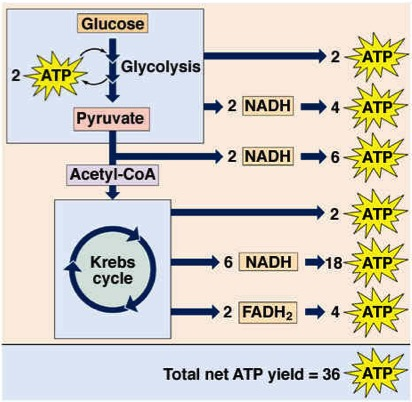 Glucose
2 ATP
Glycolysis
2 ATP
2 NADH 4 ATP
Pyruvate
2 NADH 6 ATP
Acetyl-CoA
2 ATP
Krebs
cycle
6 NADH 18 ATP
2 FADH₂ 4 ATP
Total net ATP yield = 36 ATP